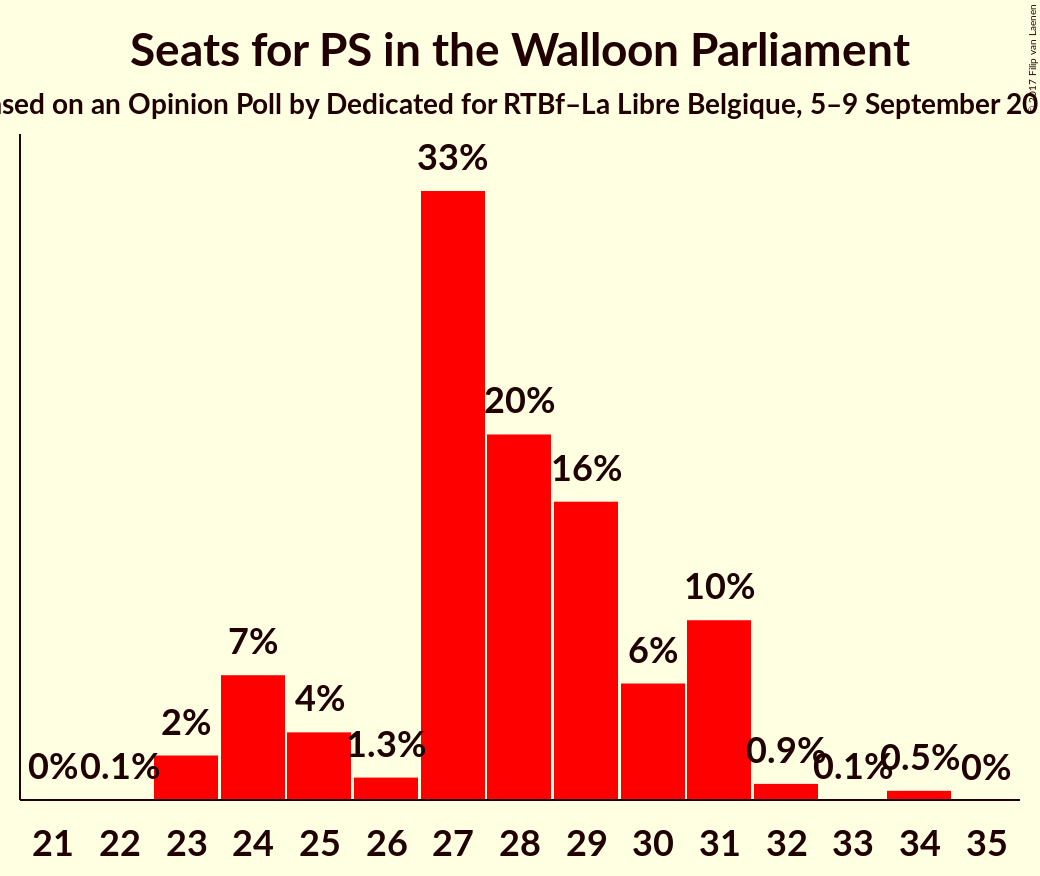 Seats for PS in the Walloon Parliament
ased on an Opinion Poll by Dedicated for RTBf–La Libre Belgique, 5–9 September 20
© 2017 Filip van Laenen
33%
20%
16%
10%
7%
6%
4%
2%
1.3%
0.9%
0.5%
0% 0.1% 0.1% 0%
21 22 23 24 25 26 27 28 29 30 31 32 33 34 35